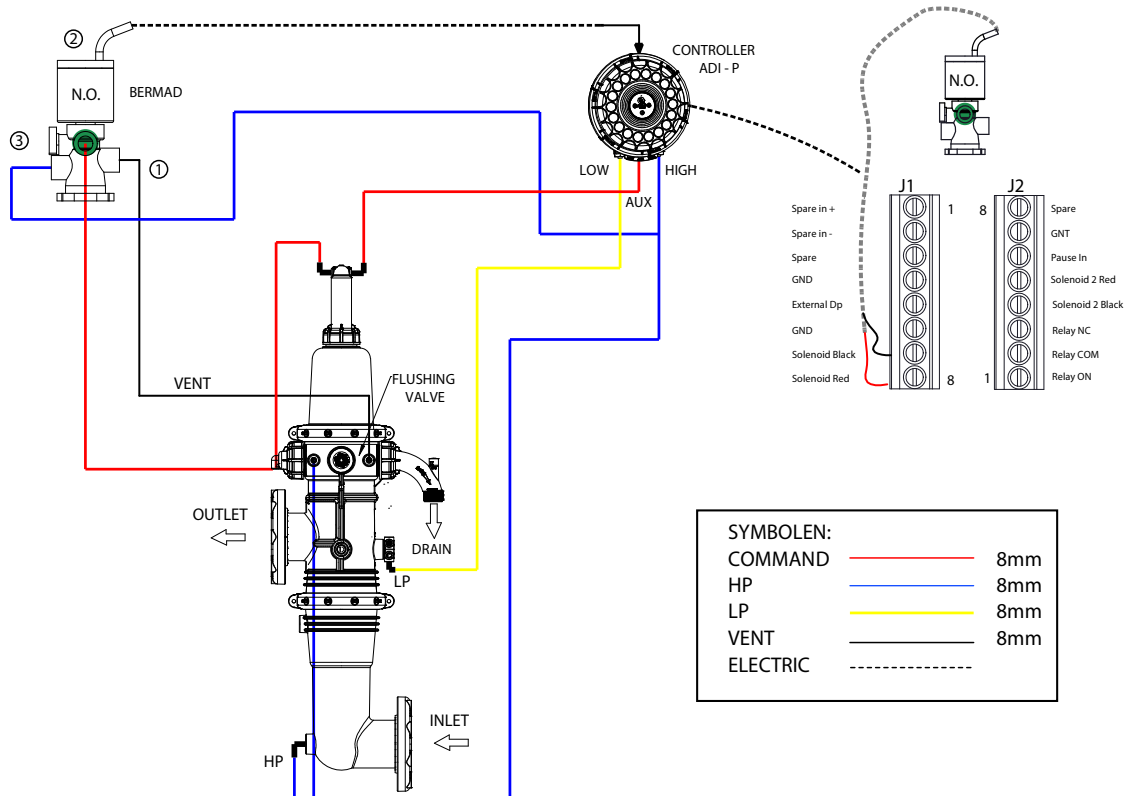 ②
N.O.
BERMAD
③
①
CONTROLLER
ADI - P
LOW
HIGH
AUX
VENT
FLUSHING
VALVE
OUTLET
DRAIN
LP
INLET
HP
N.O.
J1
J2
Spare in +
1
8
Spare
Spare in -
GNT
Spare
Pause In
GND
Solenoid 2 Red
External Dp
Solenoid 2 Black
GND
Relay NC
Solenoid Black
Relay COM
Solenoid Red
8
1
Relay ON
SYMBOLEN:
COMMAND 8mm
HP 8mm
LP 8mm
VENT 8mm
ELECTRIC